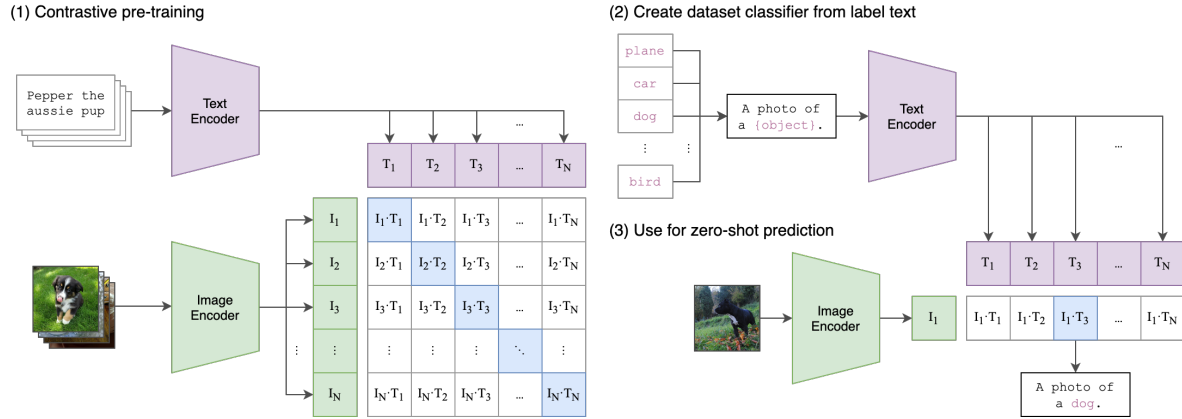 (1) Contrastive pre-training
Pepper the
aussie pup
Text
Encoder
...
T1 T2 T3 ... TN
Image
Encoder
I1 I1·T1 I1·T2 I1·T3 ... I1·TN
I2 I2·T1 I2·T2 I2·T3 ... I2·TN
I3 I3·T1 I3·T2 I3·T3 ... I3·TN
⋮ ⋮ ⋮ ⋮ ⋮ ⋱ ⋮
IN IN·T1 IN·T2 IN·T3 ... IN·TN
(2) Create dataset classifier from label text
plane
car
dog
⋮ ⋮
bird
A photo of
a {object}.
Text
Encoder
...
(3) Use for zero-shot prediction
T1 T2 T3 ... TN
Image
Encoder
I1 I1·T1 I1·T2 I1·T3 ... I1·TN
A photo of
a dog.